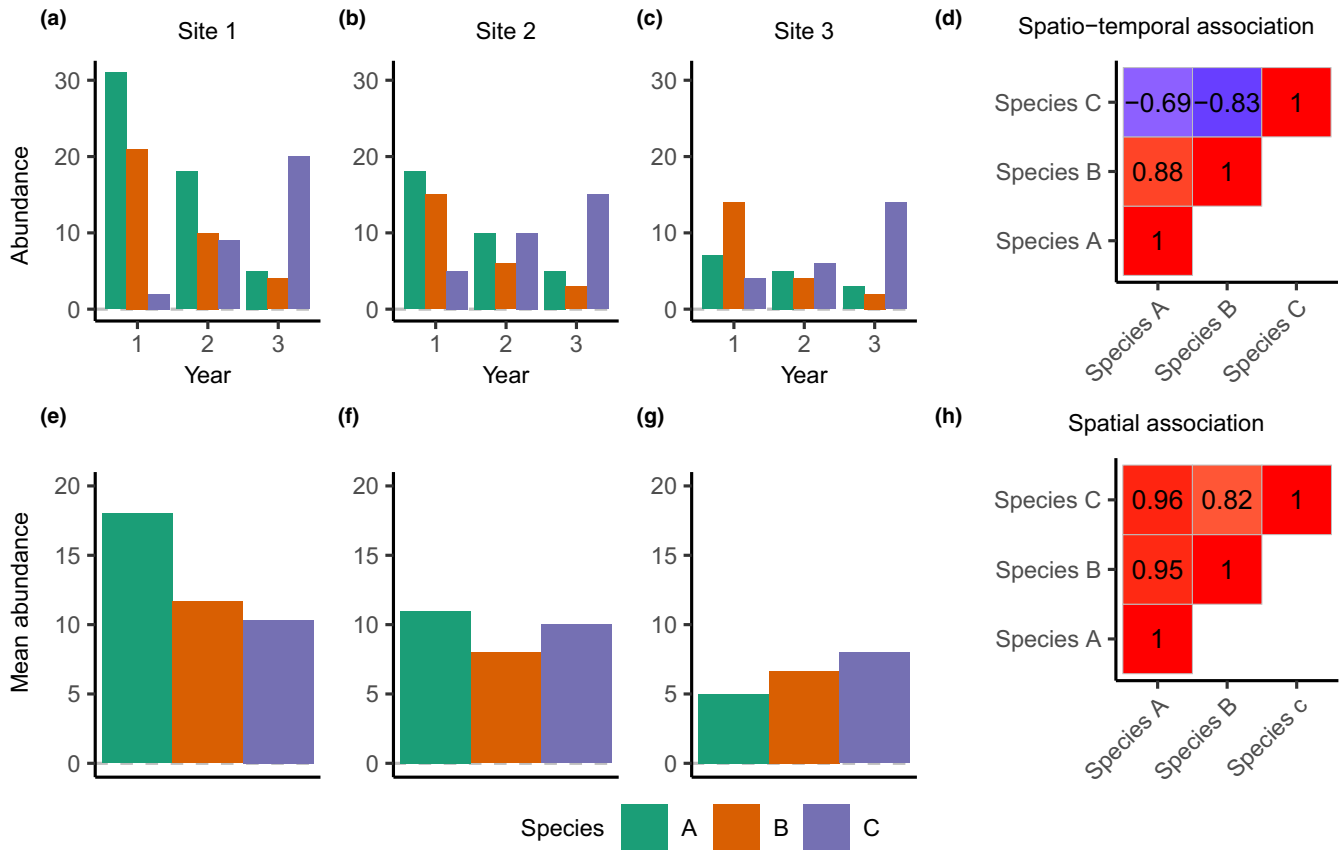 (a)
Site 1
(b)
Site 2
(c)
Site 3
(d)
Spatio−temporal association
Abundance
30
20
10
0
1 2 3
Year
30
20
10
0
1 2 3
Year
30
20
10
0
1 2 3
Year
Species C
−0.69 −0.83 1
Species B
0.88 1
Species A
1
Species A
Species B
Species C
(e)
(f)
(g)
(h)
Spatial association
Mean abundance
20
15
10
5
0
20
15
10
5
0
20
15
10
5
0
Species C
0.96 0.82 1
Species B
0.95 1
Species A
1
Species A
Species B
Species c
Species A B C